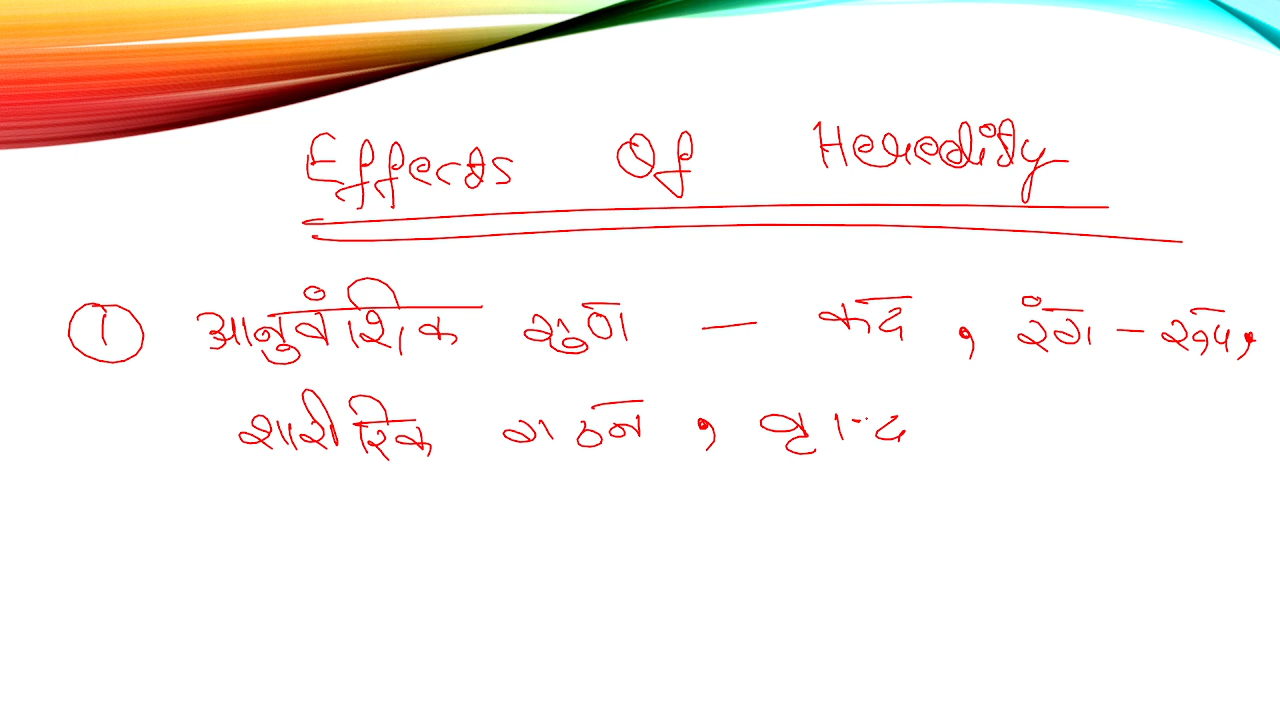 Effects Of Heredity
① आनुवंशिक गुण — कद, रंग - रूप,
शारीरिक गठन,